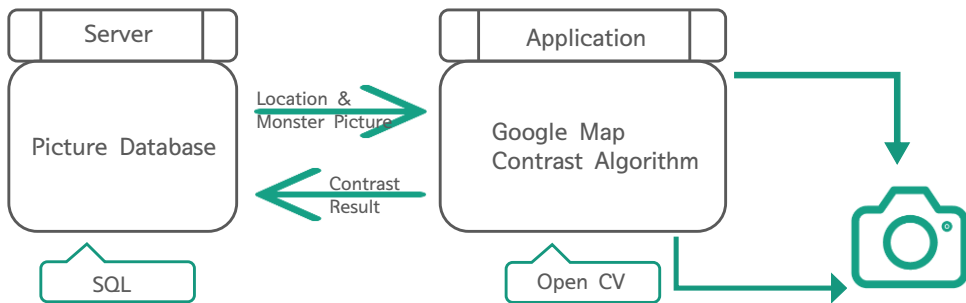 Server
Application
Picture Database
Location &
Monster Picture
Google Map
Contrast Algorithm
Contrast
Result
SQL
Open CV